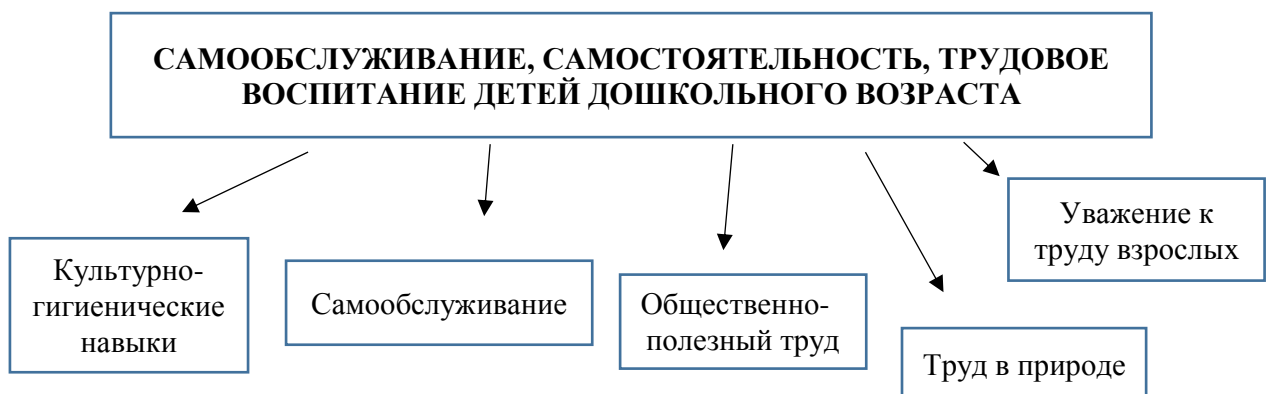 САМООБСЛУЖИВАНИЕ, САМОСТОЯТЕЛЬНОСТЬ, ТРУДОВОЕ
ВОСПИТАНИЕ ДЕТЕЙ ДОШКОЛЬНОГО ВОЗРАСТА
Культурно-
гигиенические
навыки
Самообслуживание
Общественно-
полезный труд
Труд в природе
Уважение к
труду взрослых